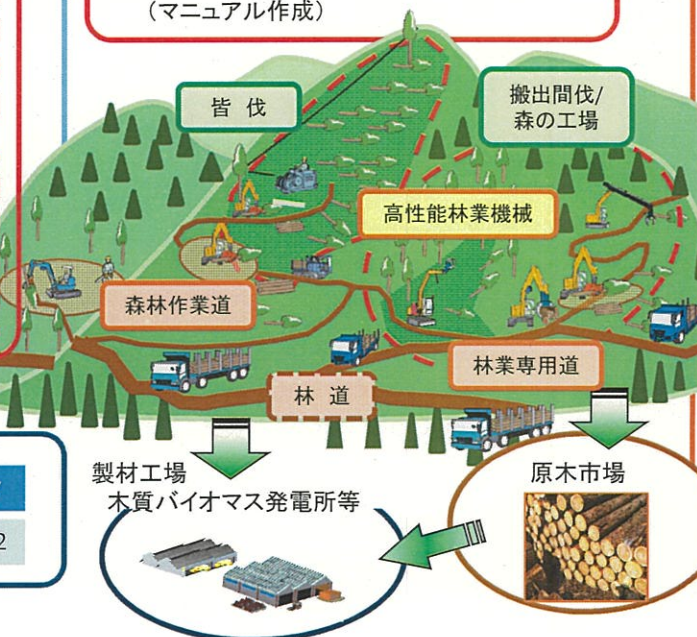 （マニュアル作成）
皆 伐
搬出間伐/
森の工場
高性能林業機械
森林作業道
林業専用道
林 道
製材工場
木質バイオマス発電所等
原木市場
2